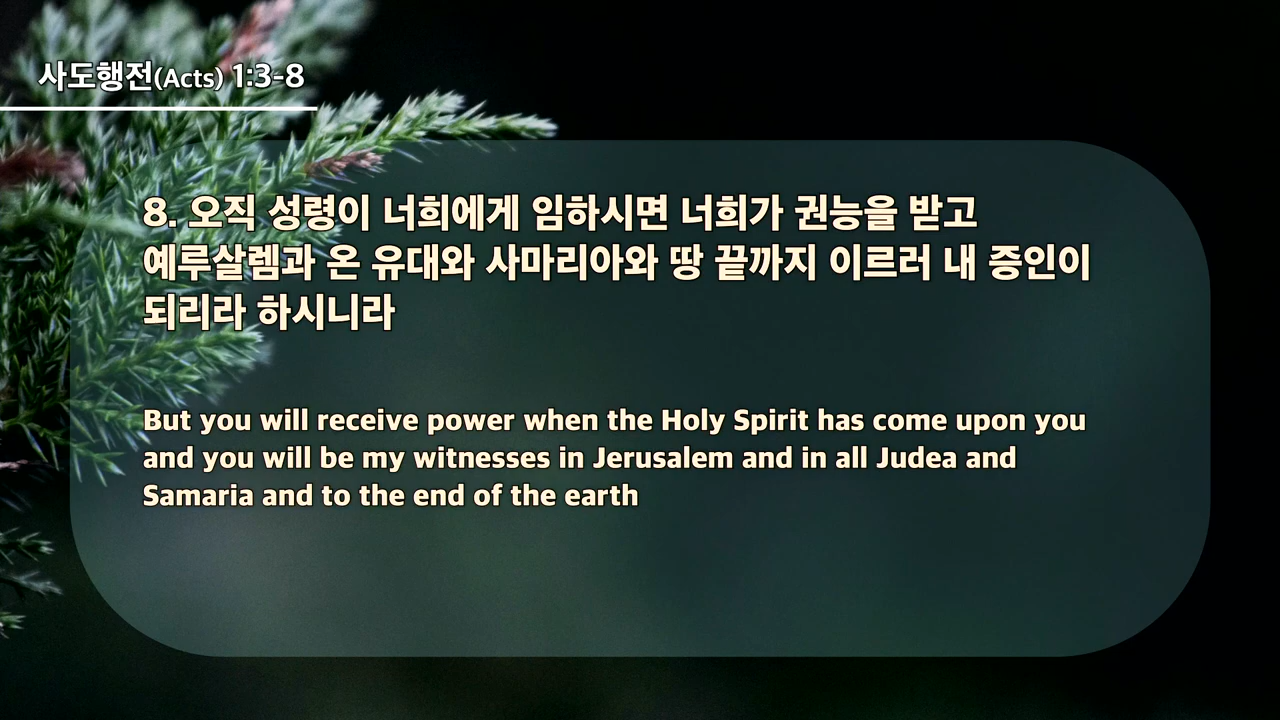 사도행전(Acts) 1:3-8
8. 오직 성령이 너희에게 임하시면 너희가 권능을 받고
예루살렘과 온 유대와 사마리아와 땅 끝까지 이르러 내 증인이
되리라 하시니라
But you will receive power when the Holy Spirit has come upon you
and you will be my witnesses in Jerusalem and in all Judea and
Samaria and to the end of the earth